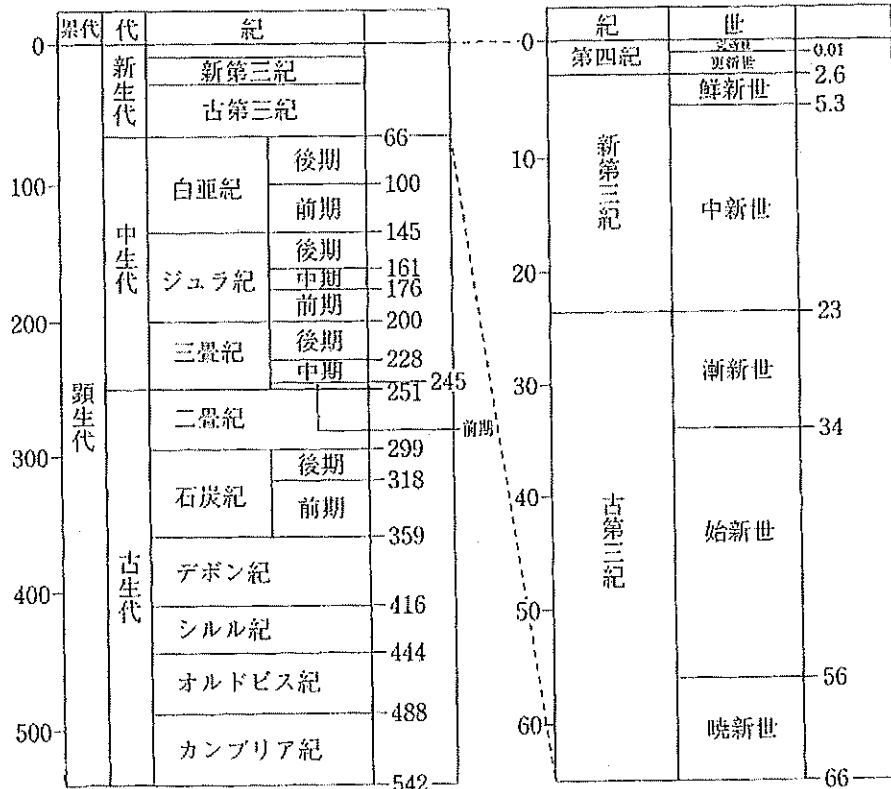 累代 代 紀
0
新生代
新第三紀
古第三紀
66
中生代
白亜紀
後期
100
100
前期
145
ジュラ紀
後期
161
中期
176
前期
200
200
三畳紀
後期
228
中期
245
251
前期
顕生代
古生代
二畳紀
299
300
石炭紀
後期
318
前期
359
デボン紀
400
416
シルル紀
444
オルドビス紀
488
500
カンブリア紀
542
紀 世
0
第四紀
0.01
更新世
2.6
鮮新世
5.3
新第三紀
10
中新世
20
23
古第三紀
漸新世
30
34
40
始新世
50
56
60
暁新世
66